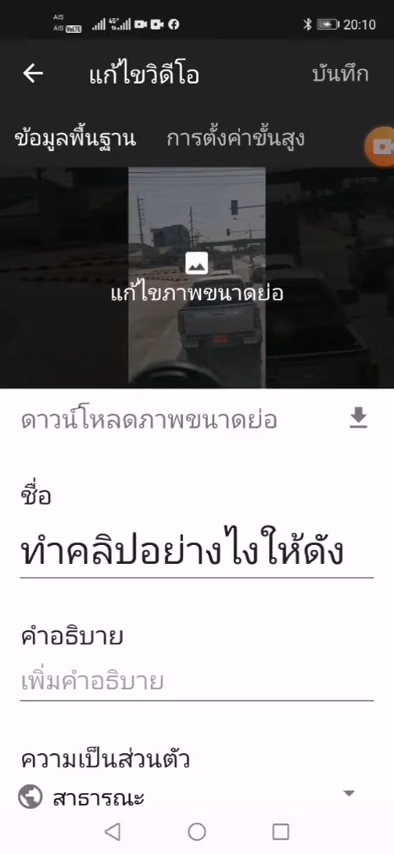 AIS
AIS VoLTE 4G+ 20:10
แก้ไขวิดีโอ บันทึก
ข้อมูลพื้นฐาน การตั้งค่าขั้นสูง
แก้ไขภาพขนาดย่อ
ดาวน์โหลดภาพขนาดย่อ
ชื่อ
ทำคลิปอย่างไงให้ดัง
คำอธิบาย
เพิ่มคำอธิบาย
ความเป็นส่วนตัว
สาธารณะ